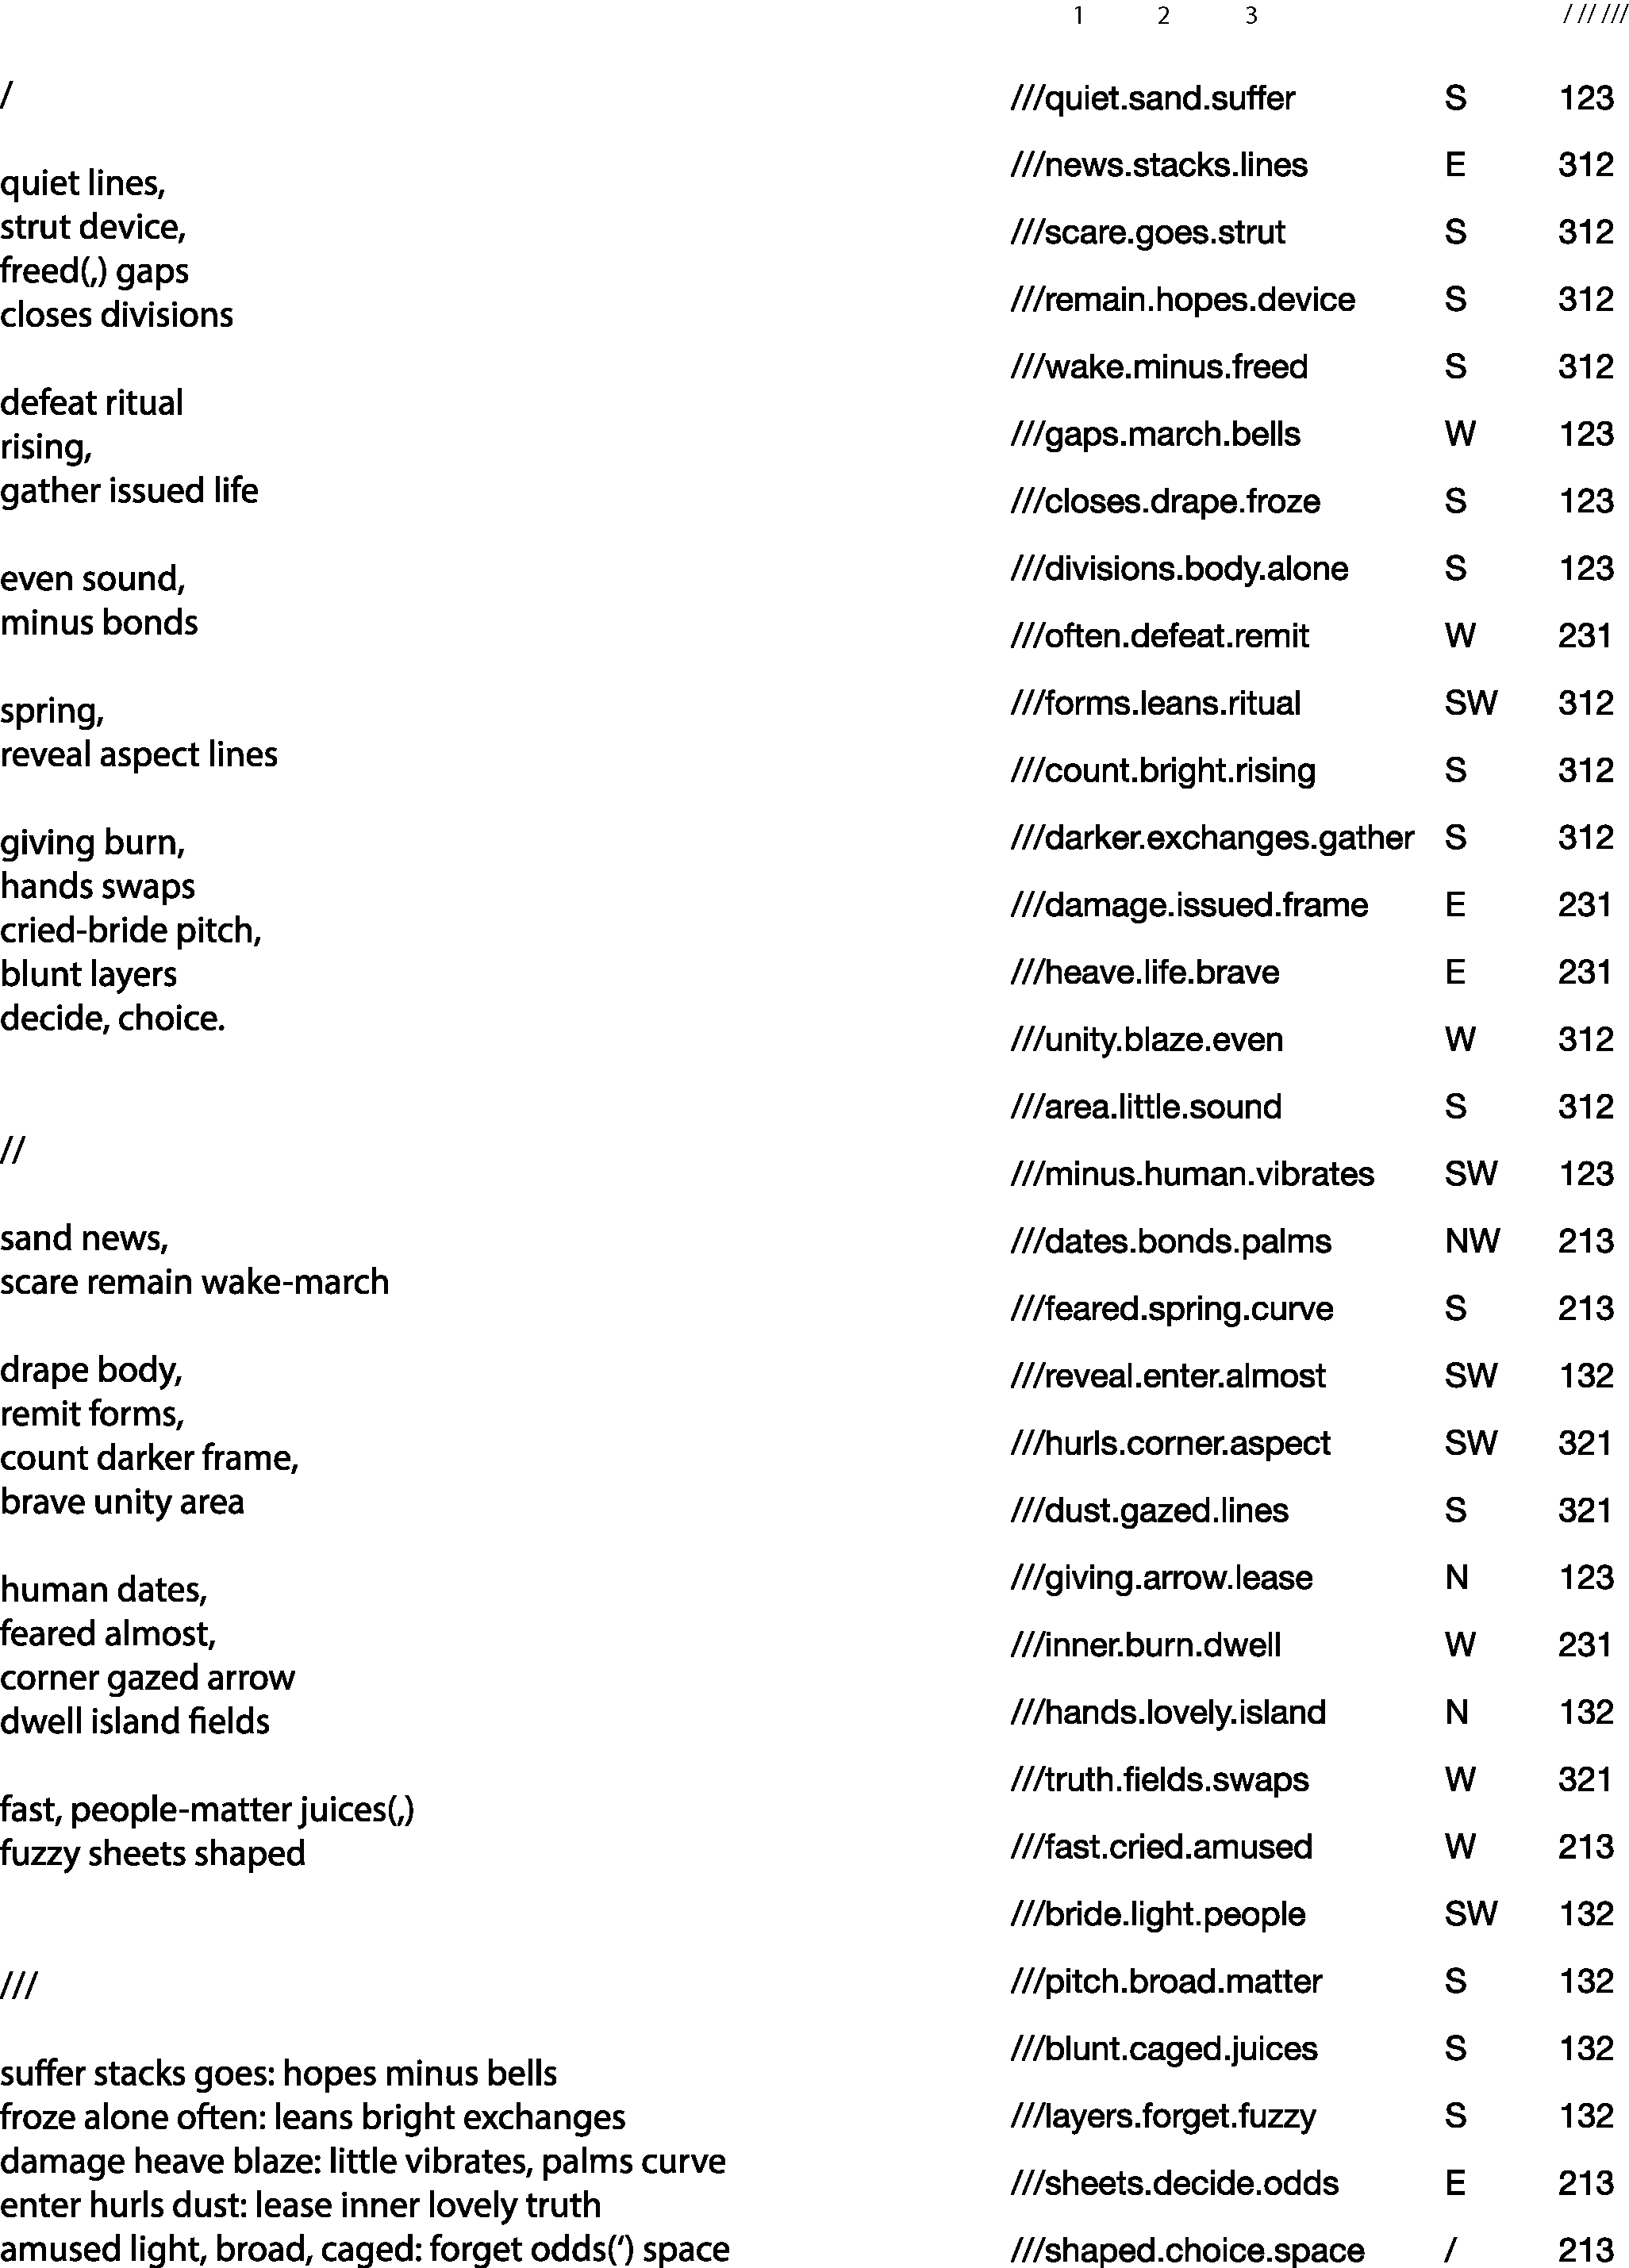 1 2 3 / // ///
/
quiet lines,
strut device,
freed(,) gaps
closes divisions
defeat ritual
rising,
gather issued life
even sound,
minus bonds
spring,
reveal aspect lines
giving burn,
hands swaps
cried-bride pitch,
blunt layers
decide, choice.
//
sand news,
scare remain wake-march
drape body,
remit forms,
count darker frame,
brave unity area
human dates,
feared almost,
corner gazed arrow
dwell island fields
fast, people-matter juices(,)
fuzzy sheets shaped
///
suffer stacks goes: hopes minus bells
froze alone often: leans bright exchanges
damage heave blaze: little vibrates, palms curve
enter hurls dust: lease inner lovely truth
amused light, broad, caged: forget odds(‘) space
///quiet.sand.suffer S 123
///news.stacks.lines E 312
///scare.goes.strut S 312
///remain.hopes.device S 312
///wake.minus.freed S 312
///gaps.march.bells W 123
///closes.drape.froze S 123
///divisions.body.alone S 123
///often.defeat.remit W 231
///forms.leans.ritual SW 312
///count.bright.rising S 312
///darker.exchanges.gather S 312
///damage.issued.frame E 231
///heave.life.brave E 231
///unity.blaze.even W 312
///area.little.sound S 312
///minus.human.vibrates SW 123
///dates.bonds.palms NW 213
///feared.spring.curve S 213
///reveal.enter.almost SW 132
///hurls.corner.aspect SW 321
///dust.gazed.lines S 321
///giving.arrow.lease N 123
///inner.burn.dwell W 231
///hands.lovely.island N 132
///truth.fields.swaps W 321
///fast.cried.amused W 213
///bride.light.people SW 132
///pitch.broad.matter S 132
///blunt.caged.juices S 132
///layers.forget.fuzzy S 132
///sheets.decide.odds E 213
///shaped.choice.space / 213